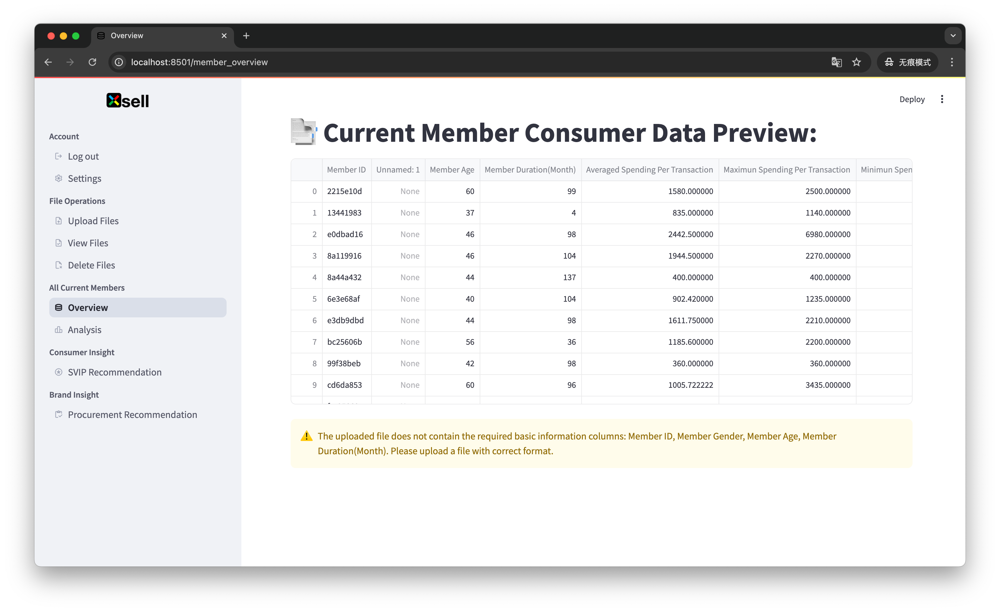 Overview
localhost:8501/member_overview
无痕模式
Xsell
Deploy
Account
Log out
Settings
File Operations
Upload Files
View Files
Delete Files
All Current Members
Overview
Analysis
Consumer Insight
SVIP Recommendation
Brand Insight
Procurement Recommendation
Current Member Consumer Data Preview:
Member ID Unnamed: 1 Member Age Member Duration(Month) Averaged Spending Per Transaction Maximun Spending Per Transaction Minimun Spen
0 2215e10d None 60 99 1580.000000 2500.000000
1 13441983 None 37 4 835.000000 1140.000000
2 e0dbad16 None 46 98 2442.500000 6980.000000
3 8a119916 None 46 104 1944.500000 2270.000000
4 8a44a432 None 44 137 400.000000 400.000000
5 6e3e68af None 40 104 902.420000 1235.000000
6 e3db9dbd None 44 98 1611.750000 2210.000000
7 bc25606b None 56 36 1185.600000 2200.000000
8 99f38beb None 42 98 360.000000 360.000000
9 cd6da853 None 60 96 1005.722222 3435.000000
The uploaded file does not contain the required basic information columns: Member ID, Member Gender, Member Age, Member
Duration(Month). Please upload a file with correct format.